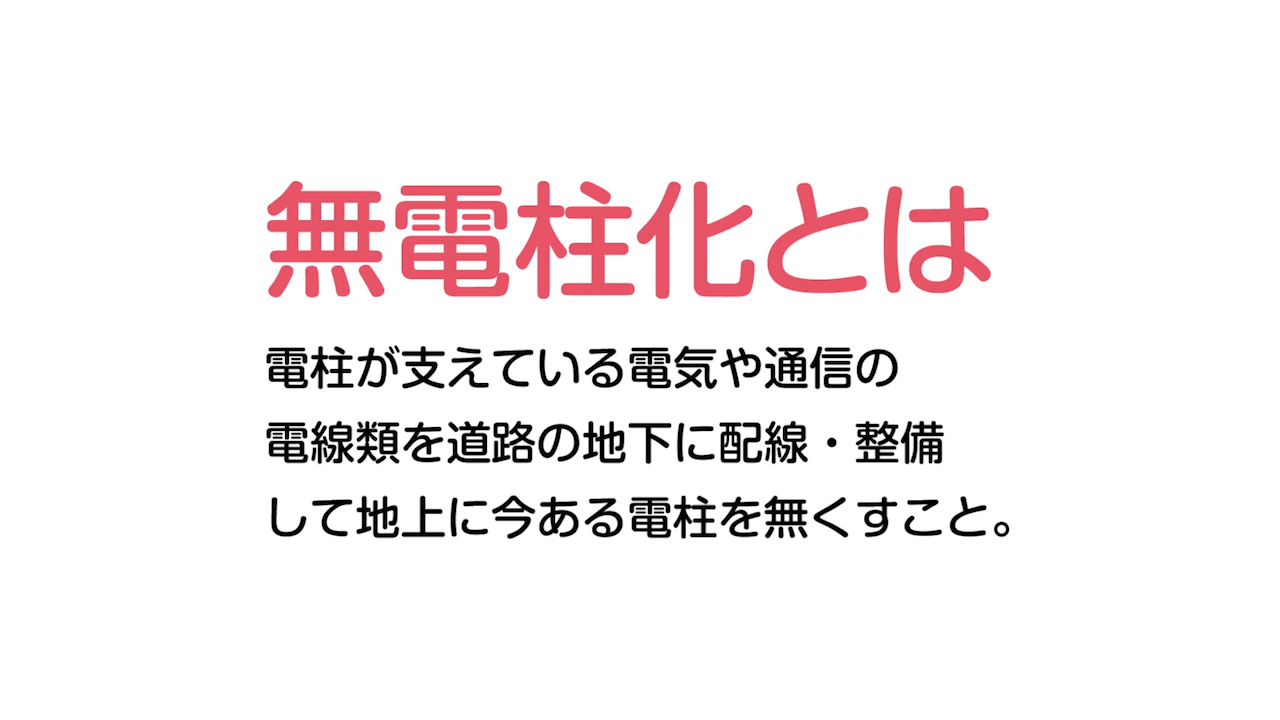 無電柱化とは
電柱が支えている電気や通信の
電線類を道路の地下に配線・整備
して地上に今ある電柱を無くすこと。